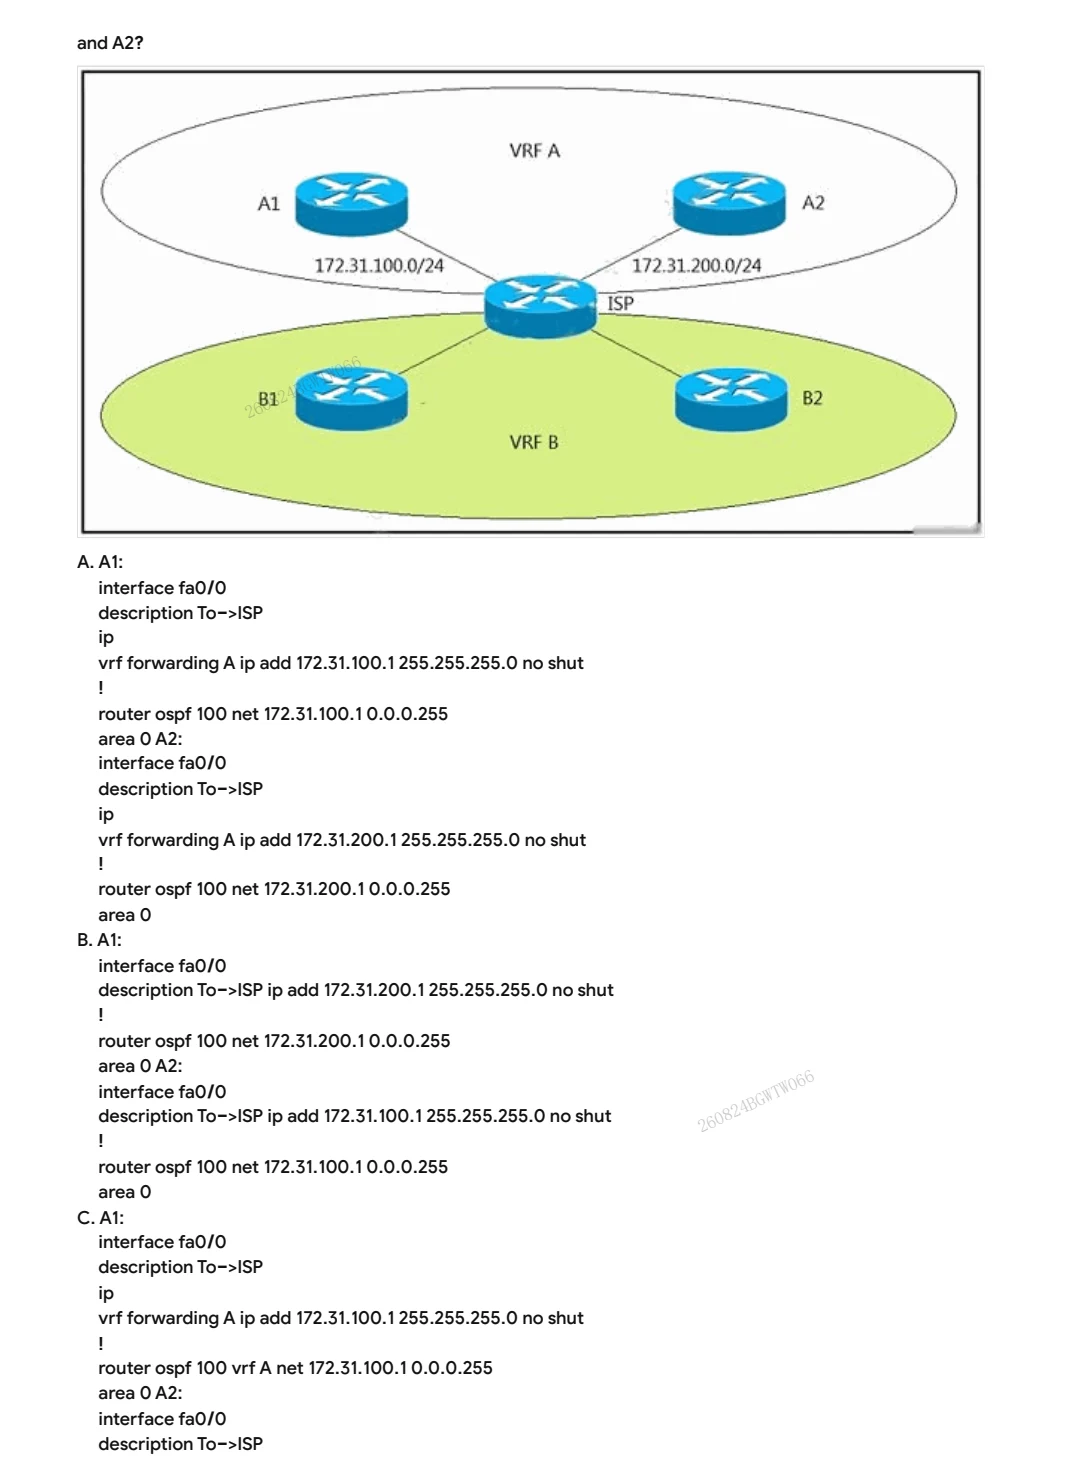 and A2?
VRF A
A1
A2
172.31.100.0/24
172.31.200.0/24
ISP
260824BGWTW066
B1
B2
VRF B
A. A1:
interface fa0/0
description To->ISP
ip
vrf forwarding A ip add 172.31.100.1 255.255.255.0 no shut
!
router ospf 100 net 172.31.100.1 0.0.0.255
area 0 A2:
interface fa0/0
description To->ISP
ip
vrf forwarding A ip add 172.31.200.1 255.255.255.0 no shut
!
router ospf 100 net 172.31.200.1 0.0.0.255
area 0
B. A1:
interface fa0/0
description To->ISP ip add 172.31.200.1 255.255.255.0 no shut
!
router ospf 100 net 172.31.200.1 0.0.0.255
area 0 A2:
interface fa0/0
260824BGWTW066
description To->ISP ip add 172.31.100.1 255.255.255.0 no shut
!
router ospf 100 net 172.31.100.1 0.0.0.255
area 0
C. A1:
interface fa0/0
description To->ISP
ip
vrf forwarding A ip add 172.31.100.1 255.255.255.0 no shut
!
router ospf 100 vrf A net 172.31.100.1 0.0.0.255
area 0 A2:
interface fa0/0
description To->ISP